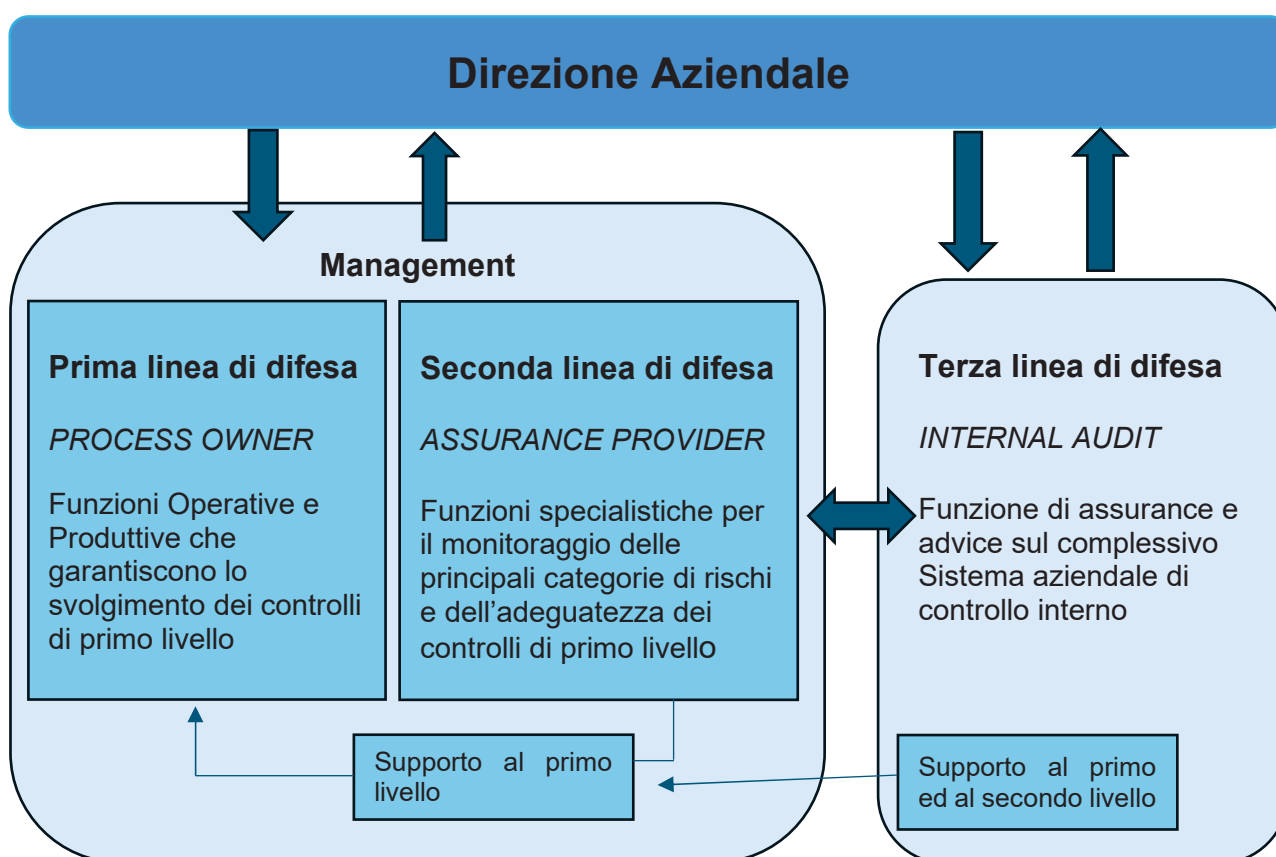 Direzione Aziendale
Management
Prima linea di difesa
PROCESS OWNER
Funzioni Operative e
Produttive che
garantiscono lo
svolgimento dei controlli
di primo livello
Seconda linea di difesa
ASSURANCE PROVIDER
Funzioni specialistiche per
il monitoraggio delle
principali categorie di rischi
e dell’adeguatezza dei
controlli di primo livello
Supporto al primo
livello
Terza linea di difesa
INTERNAL AUDIT
Funzione di assurance e
advice sul complessivo
Sistema aziendale di
controllo interno
Supporto al primo
ed al secondo livello